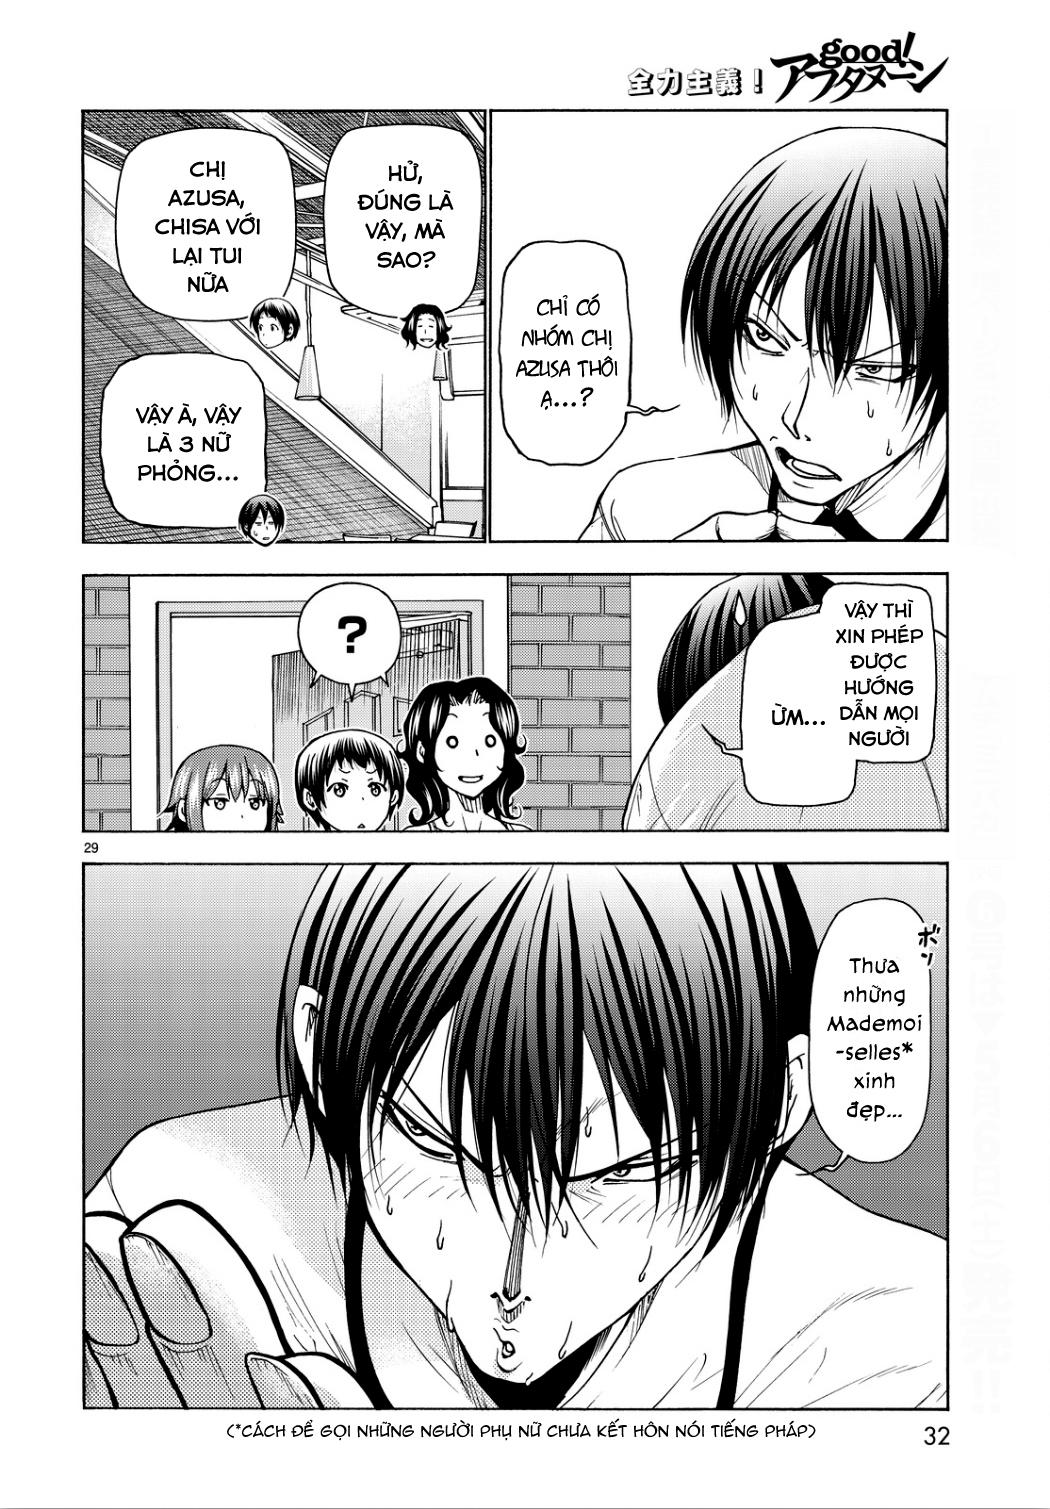 good!
アフタヌーン
全力主義！
CHỈ CÓ
NHÓM CHỊ
AZUSA THÔI
Ạ...?
HỬ,
ĐÚNG LÀ
VẬY, MÀ
SAO?
CHỊ
AZUSA,
CHISA VỚI
LẠI TUI
NỮA
VẬY À, VẬY
LÀ 3 NỮ
PHỎNG...
VẬY THÌ
XIN PHÉP
ĐƯỢC
HƯỚNG
DẪN MỌI
NGƯỜI
ỪM...
?
29
Thưa
những
Mademoi
-selles*
xinh
đẹp...
ボソ
(*CÁCH ĐỂ GỌI NHỮNG NGƯỜI PHỤ NỮ CHƯA KẾT HÔN NÓI TIẾNG PHÁP)
32